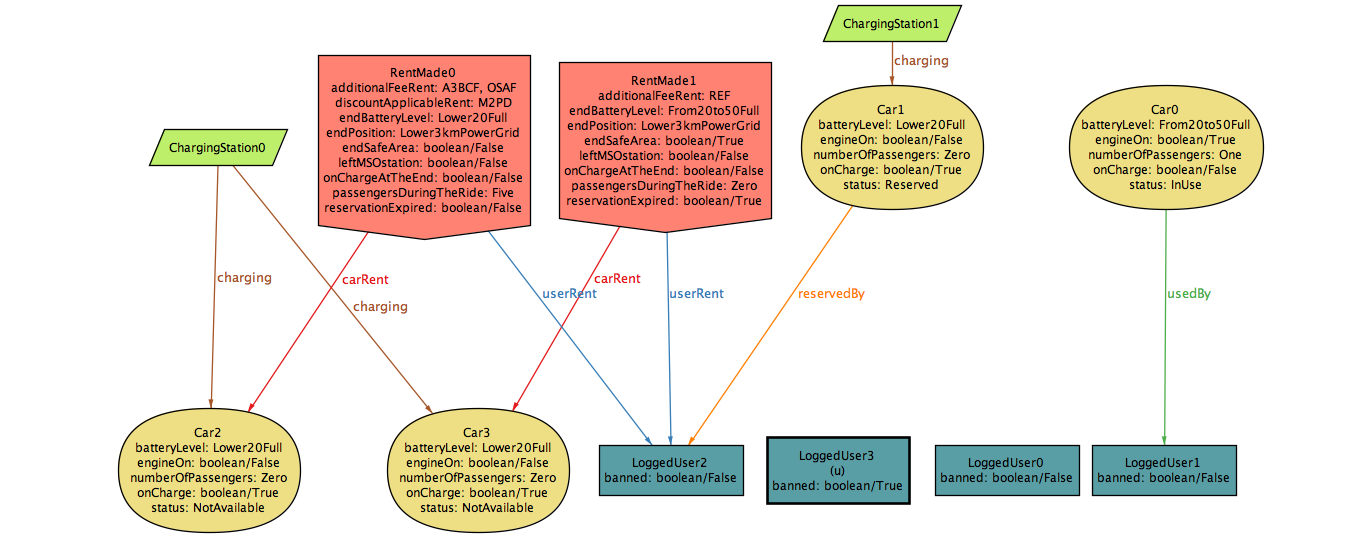 ChargingStation1
charging
RentMade0
additionalFeeRent: A3BCF, OSAF
discountApplicableRent: M2PD
endBatteryLevel: Lower20Full
endPosition: Lower3kmPowerGrid
endSafeArea: boolean/False
leftMSOstation: boolean/False
onChargeAtTheEnd: boolean/False
passengersDuringTheRide: Five
reservationExpired: boolean/False
RentMade1
additionalFeeRent: REF
endBatteryLevel: From20to50Full
endPosition: Lower3kmPowerGrid
endSafeArea: boolean/True
leftMSOstation: boolean/False
onChargeAtTheEnd: boolean/False
passengersDuringTheRide: Zero
reservationExpired: boolean/True
Car1
batteryLevel: Lower20Full
engineOn: boolean/False
numberOfPassengers: Zero
onCharge: boolean/True
status: Reserved
Car0
batteryLevel: From20to50Full
engineOn: boolean/True
numberOfPassengers: One
onCharge: boolean/False
status: InUse
ChargingStation0
charging
carRent
charging
userRent
carRent
userRent
reservedBy
usedBy
Car2
batteryLevel: Lower20Full
engineOn: boolean/False
numberOfPassengers: Zero
onCharge: boolean/True
status: NotAvailable
Car3
batteryLevel: Lower20Full
engineOn: boolean/False
numberOfPassengers: Zero
onCharge: boolean/True
status: NotAvailable
LoggedUser2
banned: boolean/False
LoggedUser3
(u)
banned: boolean/True
LoggedUser0
banned: boolean/False
LoggedUser1
banned: boolean/False